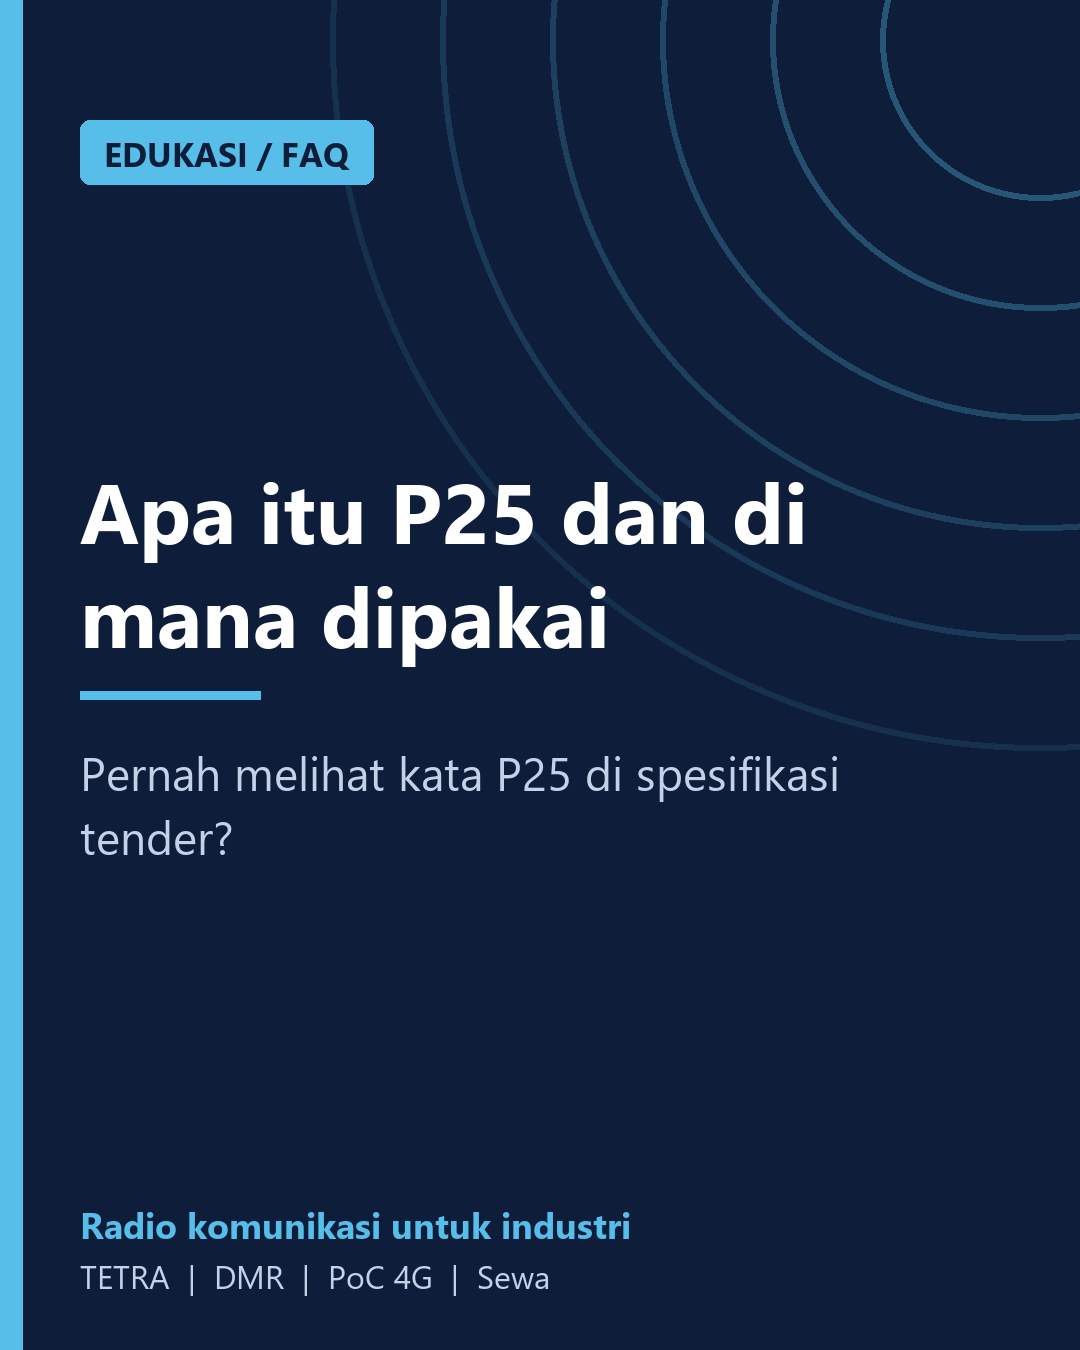 EDUKASI / FAQ
Apa itu P25 dan di
mana dipakai
Pernah melihat kata P25 di spesifikasi
tender?
Radio komunikasi untuk industri
TETRA | DMR | PoC 4G | Sewa